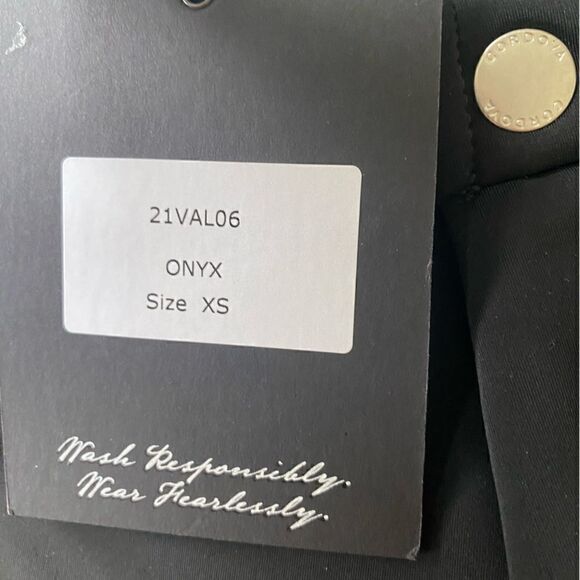 CORDOVA
CORDOVA
21VAL06
ONYX
Size XS
Wash Responsibly.
Wear Fearlessly.